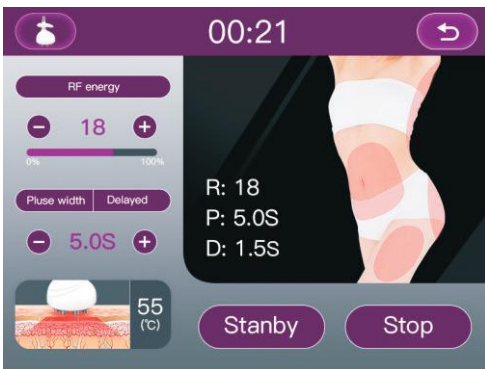 00:21
RF energy
18
0% 100%
Pluse width Delayed
5.0S
R: 18
P: 5.0S
D: 1.5S
55
(℃)
Stanby Stop